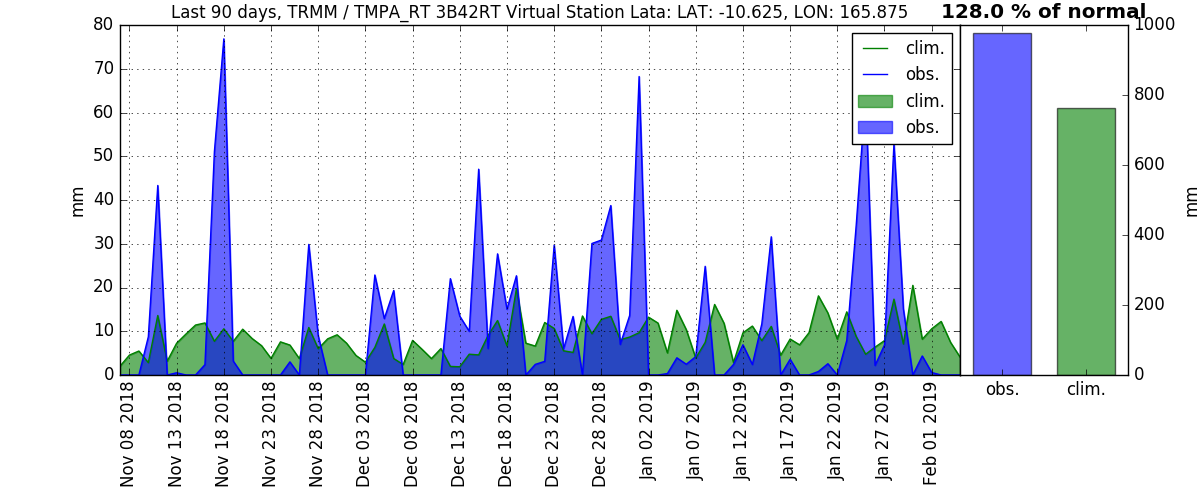 Last 90 days, TRMM / TMPA_RT 3B42RT Virtual Station Lata: LAT: -10.625, LON: 165.875
128.0 % of normal
80
70
60
50
40
30
20
10
0
mm
clim.
obs.
clim.
obs.
Nov 08 2018
Nov 13 2018
Nov 18 2018
Nov 23 2018
Nov 28 2018
Dec 03 2018
Dec 08 2018
Dec 13 2018
Dec 18 2018
Dec 23 2018
Dec 28 2018
Jan 02 2019
Jan 07 2019
Jan 12 2019
Jan 17 2019
Jan 22 2019
Jan 27 2019
Feb 01 2019
1000
800
600
400
200
0
mm
obs.
clim.